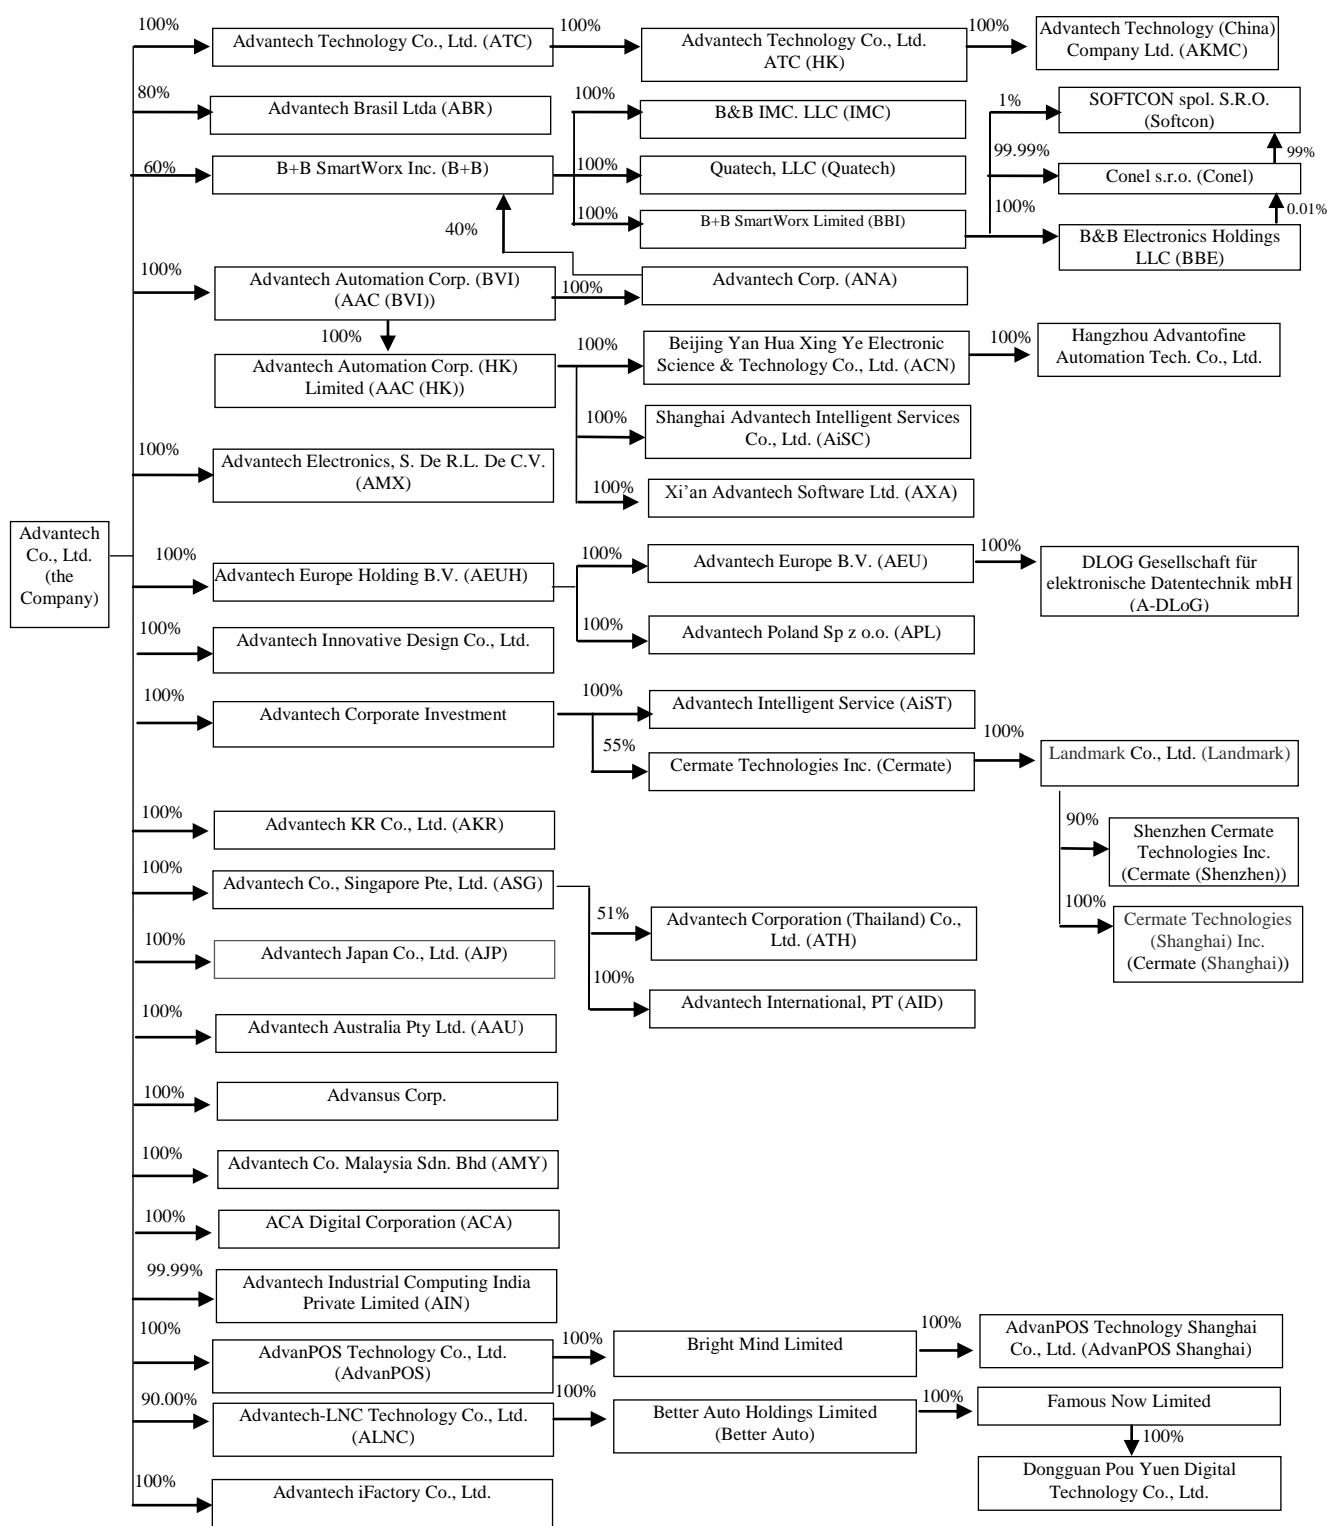 100%
Advantech Technology Co., Ltd. (ATC)
100%
Advantech Technology Co., Ltd.
ATC (HK)
100%
Advantech Technology (China)
Company Ltd. (AKMC)
80%
Advantech Brasil Ltda (ABR)
100%
B&B IMC. LLC (IMC)
1%
SOFTCON spol. S.R.O.
(Softcon)
60%
B+B SmartWorx Inc. (B+B)
100%
Quatech, LLC (Quatech)
99.99%
99%
Conel s.r.o. (Conel)
100%
B+B SmartWorx Limited (BBI)
100%
0.01%
B&B Electronics Holdings
LLC (BBE)
40%
100%
Advantech Automation Corp. (BVI)
(AAC (BVI))
100%
Advantech Corp. (ANA)
100%
Advantech Automation Corp. (HK)
Limited (AAC (HK))
100%
Beijing Yan Hua Xing Ye Electronic
Science & Technology Co., Ltd. (ACN)
100%
Hangzhou Advantofine
Automation Tech. Co., Ltd.
100%
Shanghai Advantech Intelligent Services
Co., Ltd. (AiSC)
100%
Advantech Electronics, S. De R.L. De C.V.
(AMX)
100%
Xi’an Advantech Software Ltd. (AXA)
Advantech
Co., Ltd.
(the
Company)
100%
Advantech Europe Holding B.V. (AEUH)
100%
Advantech Europe B.V. (AEU)
100%
DLOG Gesellschaft für
elektronische Datentechnik mbH
(A-DLoG)
100%
Advantech Innovative Design Co., Ltd.
100%
Advantech Poland Sp z o.o. (APL)
100%
Advantech Corporate Investment
100%
Advantech Intelligent Service (AiST)
55%
Cermate Technologies Inc. (Cermate)
100%
Landmark Co., Ltd. (Landmark)
100%
Advantech KR Co., Ltd. (AKR)
90%
Shenzhen Cermate
Technologies Inc.
(Cermate (Shenzhen))
100%
Advantech Co., Singapore Pte, Ltd. (ASG)
51%
Advantech Corporation (Thailand) Co.,
Ltd. (ATH)
100%
Cermate Technologies
(Shanghai) Inc.
(Cermate (Shanghai))
100%
Advantech Japan Co., Ltd. (AJP)
100%
Advantech International, PT (AID)
100%
Advantech Australia Pty Ltd. (AAU)
100%
Advansus Corp.
100%
Advantech Co. Malaysia Sdn. Bhd (AMY)
100%
ACA Digital Corporation (ACA)
99.99%
Advantech Industrial Computing India
Private Limited (AIN)
100%
AdvanPOS Technology Co., Ltd.
(AdvanPOS)
100%
Bright Mind Limited
100%
AdvanPOS Technology Shanghai
Co., Ltd. (AdvanPOS Shanghai)
90.00%
Advantech-LNC Technology Co., Ltd.
(ALNC)
100%
Better Auto Holdings Limited
(Better Auto)
100%
Famous Now Limited
100%
Dongguan Pou Yuen Digital
Technology Co., Ltd.
100%
Advantech iFactory Co., Ltd.